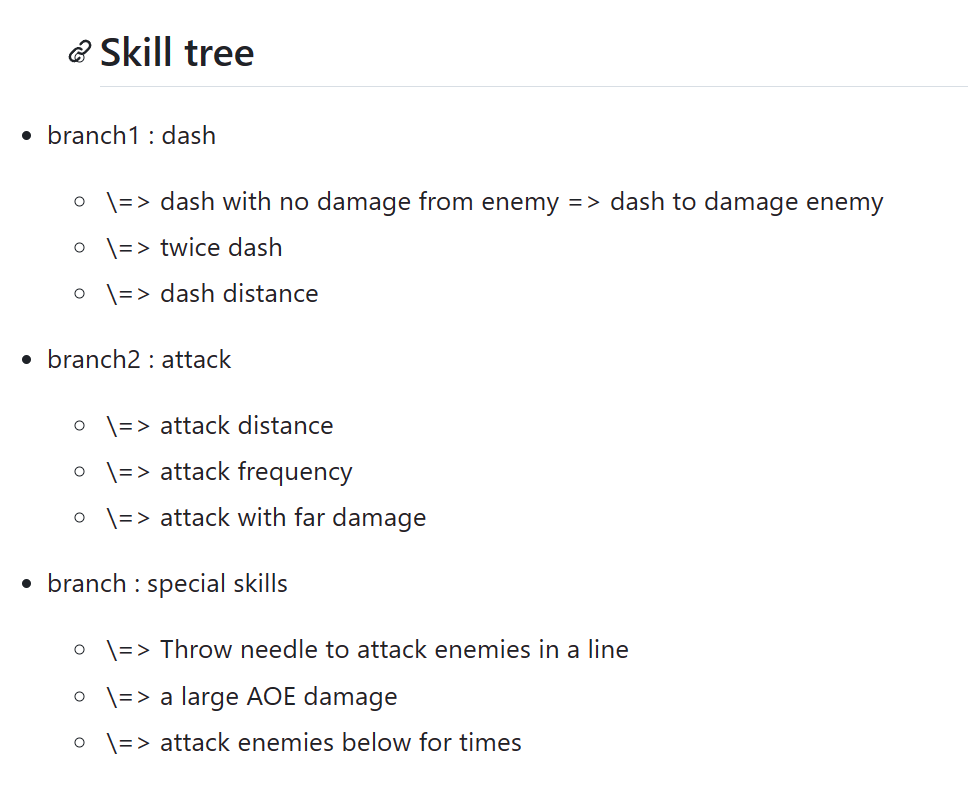 Skill tree
branch1 : dash
\=> dash with no damage from enemy => dash to damage enemy
\=> twice dash
\=> dash distance
branch2 : attack
\=> attack distance
\=> attack frequency
\=> attack with far damage
branch : special skills
\=> Throw needle to attack enemies in a line
\=> a large AOE damage
\=> attack enemies below for times